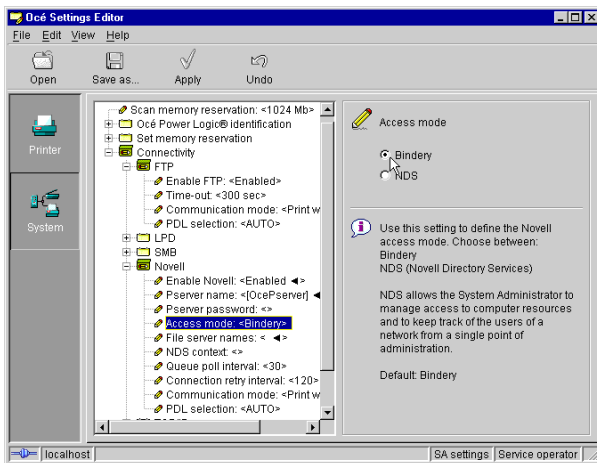 Océ Settings Editor
File Edit View Help
Open Save as... Apply Undo
Printer
System
Scan memory reservation: <1024 Mb>
Océ Power Logic® identification
Set memory reservation
Connectivity
FTP
Enable FTP: <Enabled>
Time-out: <300 sec>
Communication mode: <Print w
PDL selection: <AUTO>
LPD
SMB
Novell
Enable Novell: <Enabled ◄>
Pserver name: <[OcePserver] ◄
Pserver password: <>
Access mode: <Bindery>
File server names: < ◄>
NDS context: <>
Queue poll interval: <30>
Connection retry interval: <120>
Communication mode: <Print w
PDL selection: <AUTO>
Access mode
Bindery
NDS
Use this setting to define the Novell
access mode. Choose between:
Bindery
NDS (Novell Directory Services)
NDS allows the System Administrator to
manage access to computer resources
and to keep track of the users of a
network from a single point of
administration.
Default: Bindery
localhost
SA settings Service operator